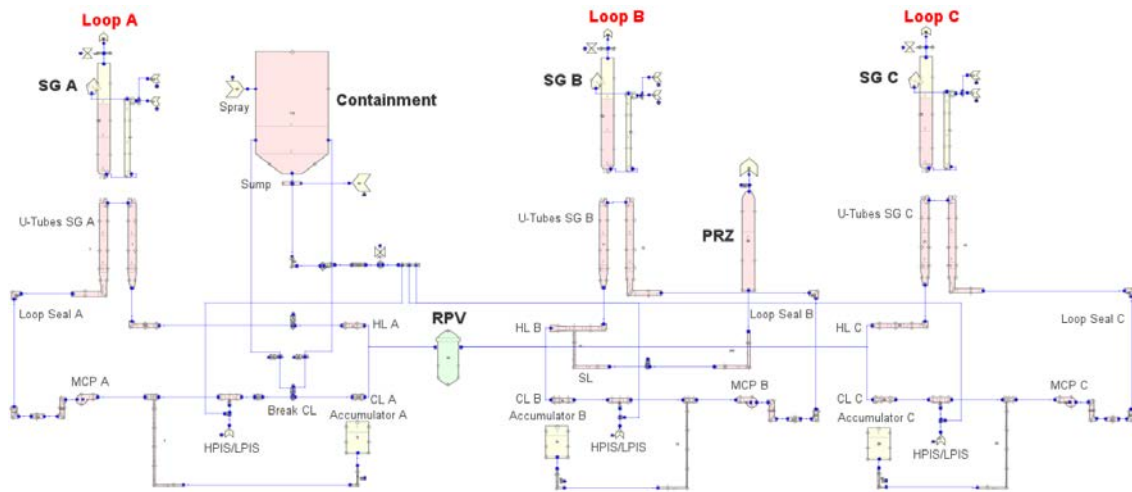 Loop A
Loop B
Loop C
SG A
Containment
SG B
SG C
Spray
Sump
U-Tubes SG A
U-Tubes SG B
PRZ
U-Tubes SG C
Loop Seal A
HL A
RPV
HL B
Loop Seal B
HL C
Loop Seal C
SL
MCP A
Break CL
CL A
CL B
MCP B
CL C
MCP C
Accumulator A
Accumulator B
Accumulator C
HPIS/LPIS
HPIS/LPIS
HPIS/LPIS